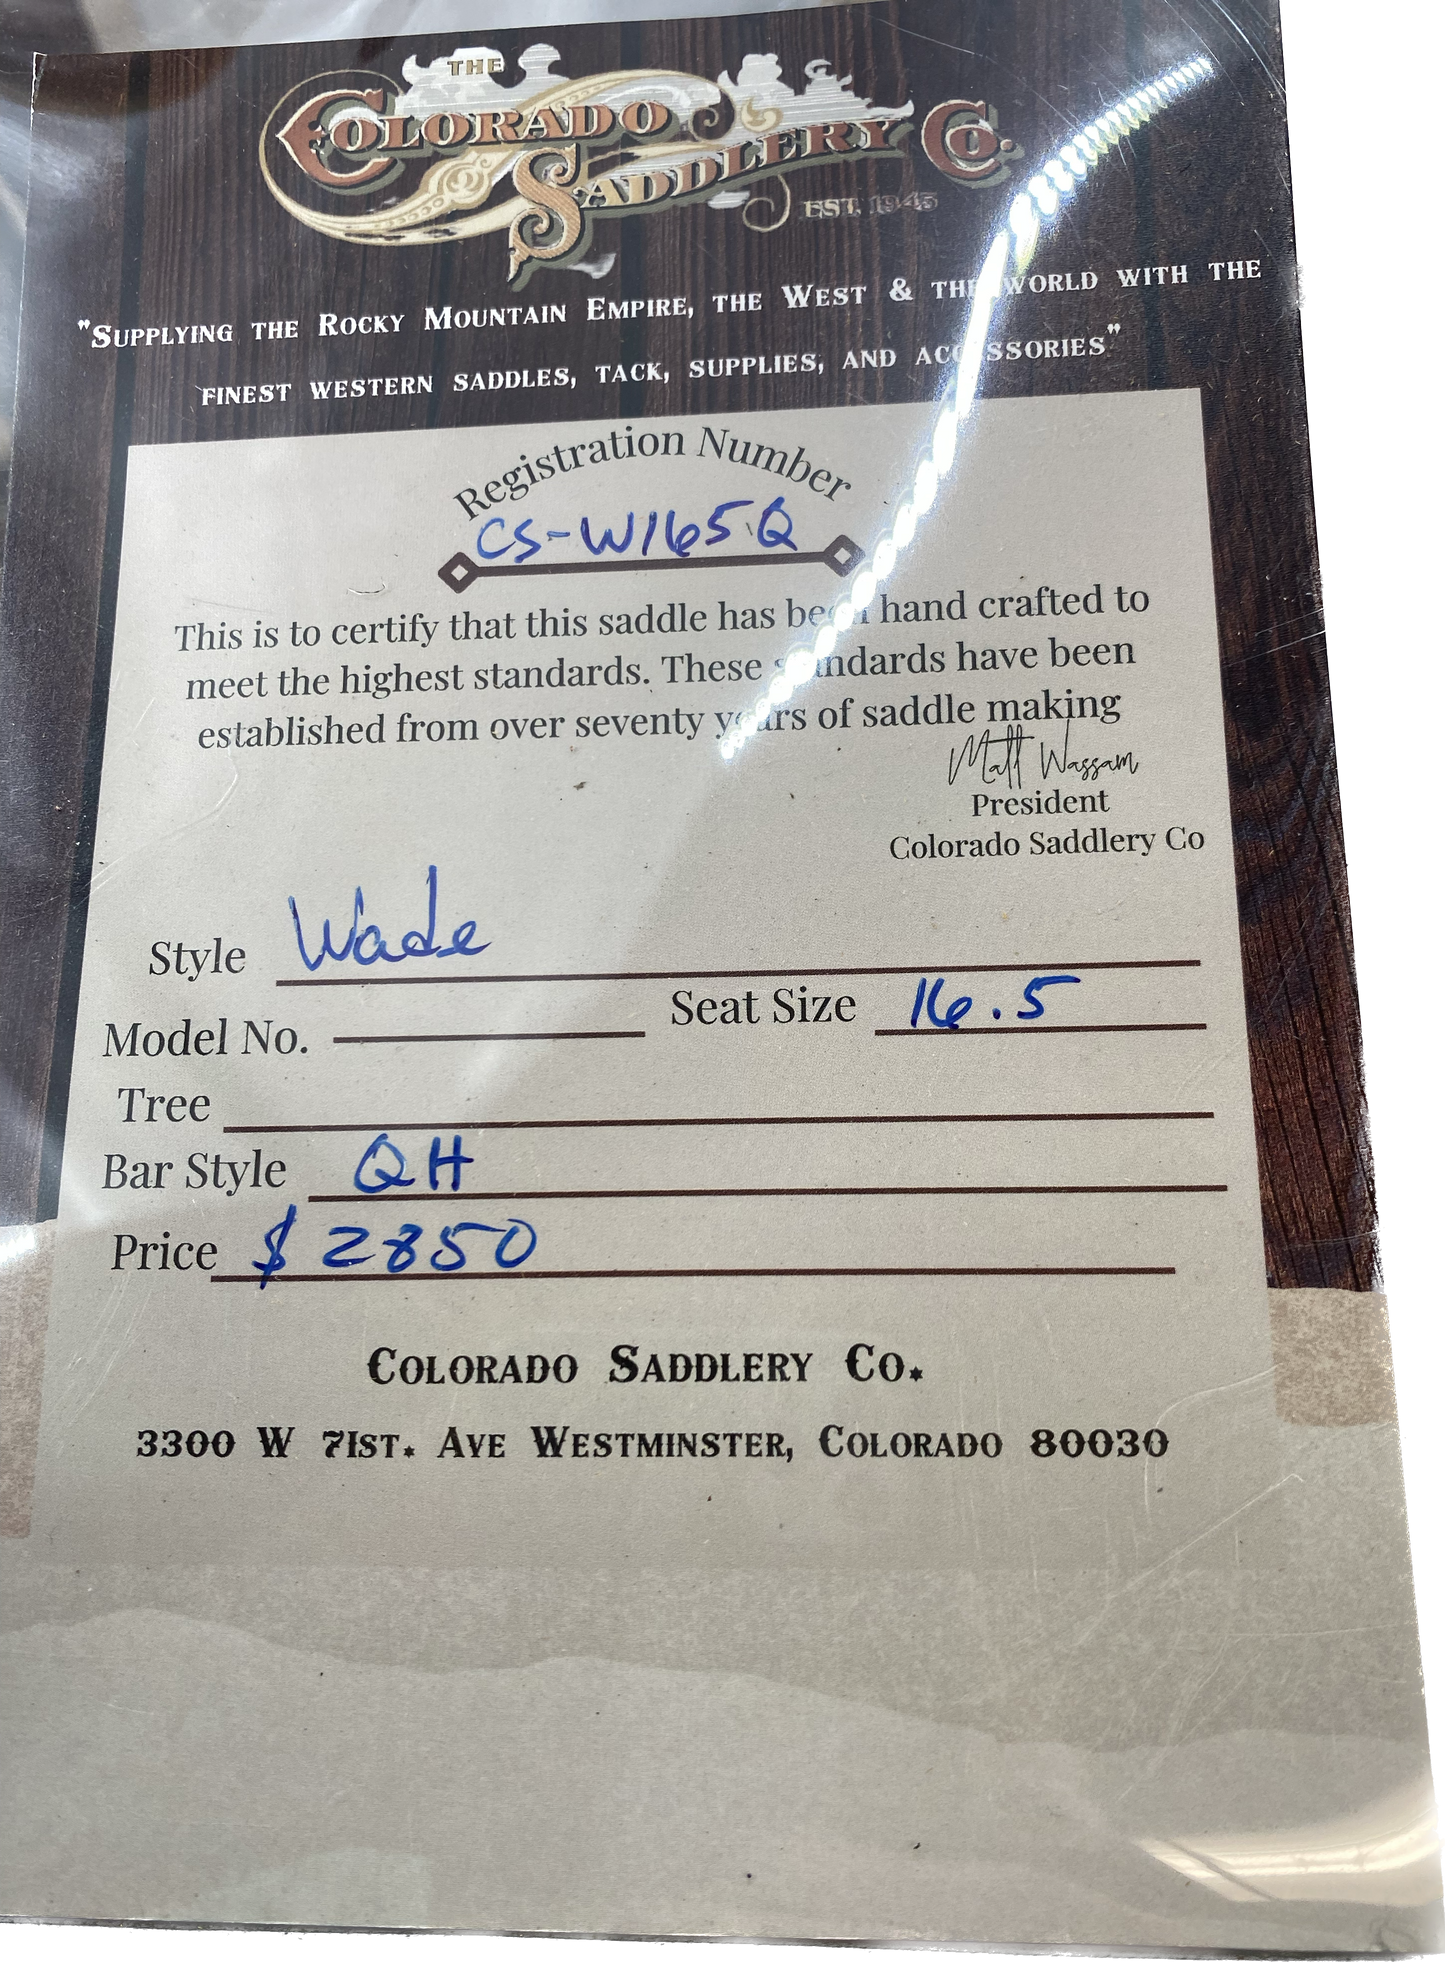 THE
COLORADO
SADDLERY CO.
EST. 1945
"SUPPLYING THE ROCKY MOUNTAIN EMPIRE, THE WEST & THE WORLD WITH THE
FINEST WESTERN SADDLES, TACK, SUPPLIES, AND ACCESSORIES"
Registration Number
CS-W165Q
This is to certify that this saddle has been hand crafted to
meet the highest standards. These standards have been
established from over seventy years of saddle making
Matt Wassam
President
Colorado Saddlery Co
Style Wade
Model No. Seat Size 16.5
Tree
Bar Style QH
Price $ 2850
COLORADO SADDLERY CO.
3300 W 71ST. AVE WESTMINSTER, COLORADO 80030